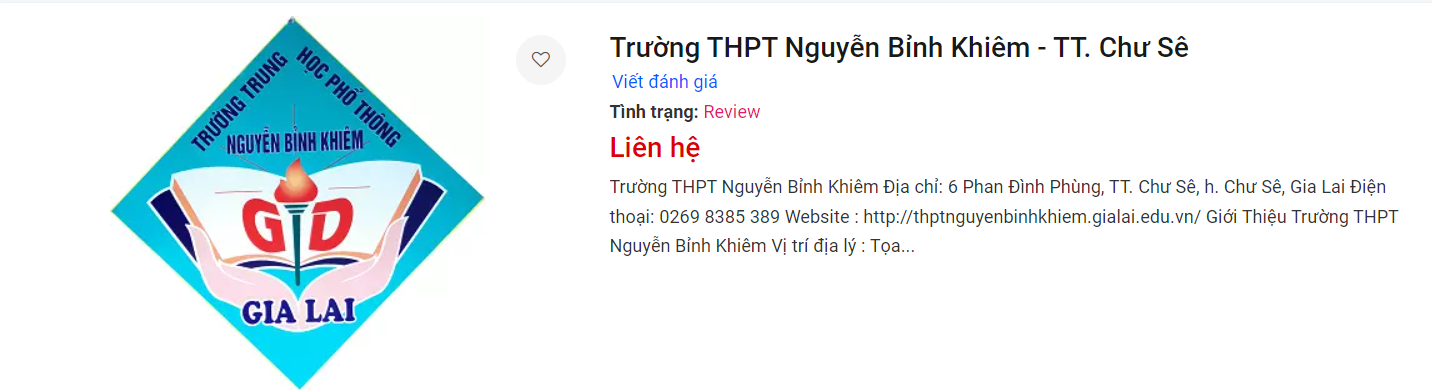 TRƯỜNG TRUNG
HỌC PHỔ THÔNG
NGUYỄN BỈNH KHIÊM
GD
GIA LAI
Trường THPT Nguyễn Bỉnh Khiêm - TT. Chư Sê
Viết đánh giá
Tình trạng: Review
Liên hệ
Trường THPT Nguyễn Bỉnh Khiêm Địa chỉ: 6 Phan Đình Phùng, TT. Chư Sê, h. Chư Sê, Gia Lai Điện
thoại: 0269 8385 389 Website : http://thptnguyenbinhkhiem.gialai.edu.vn/ Giới Thiệu Trường THPT
Nguyễn Bỉnh Khiêm Vị trí địa lý : Tọa...